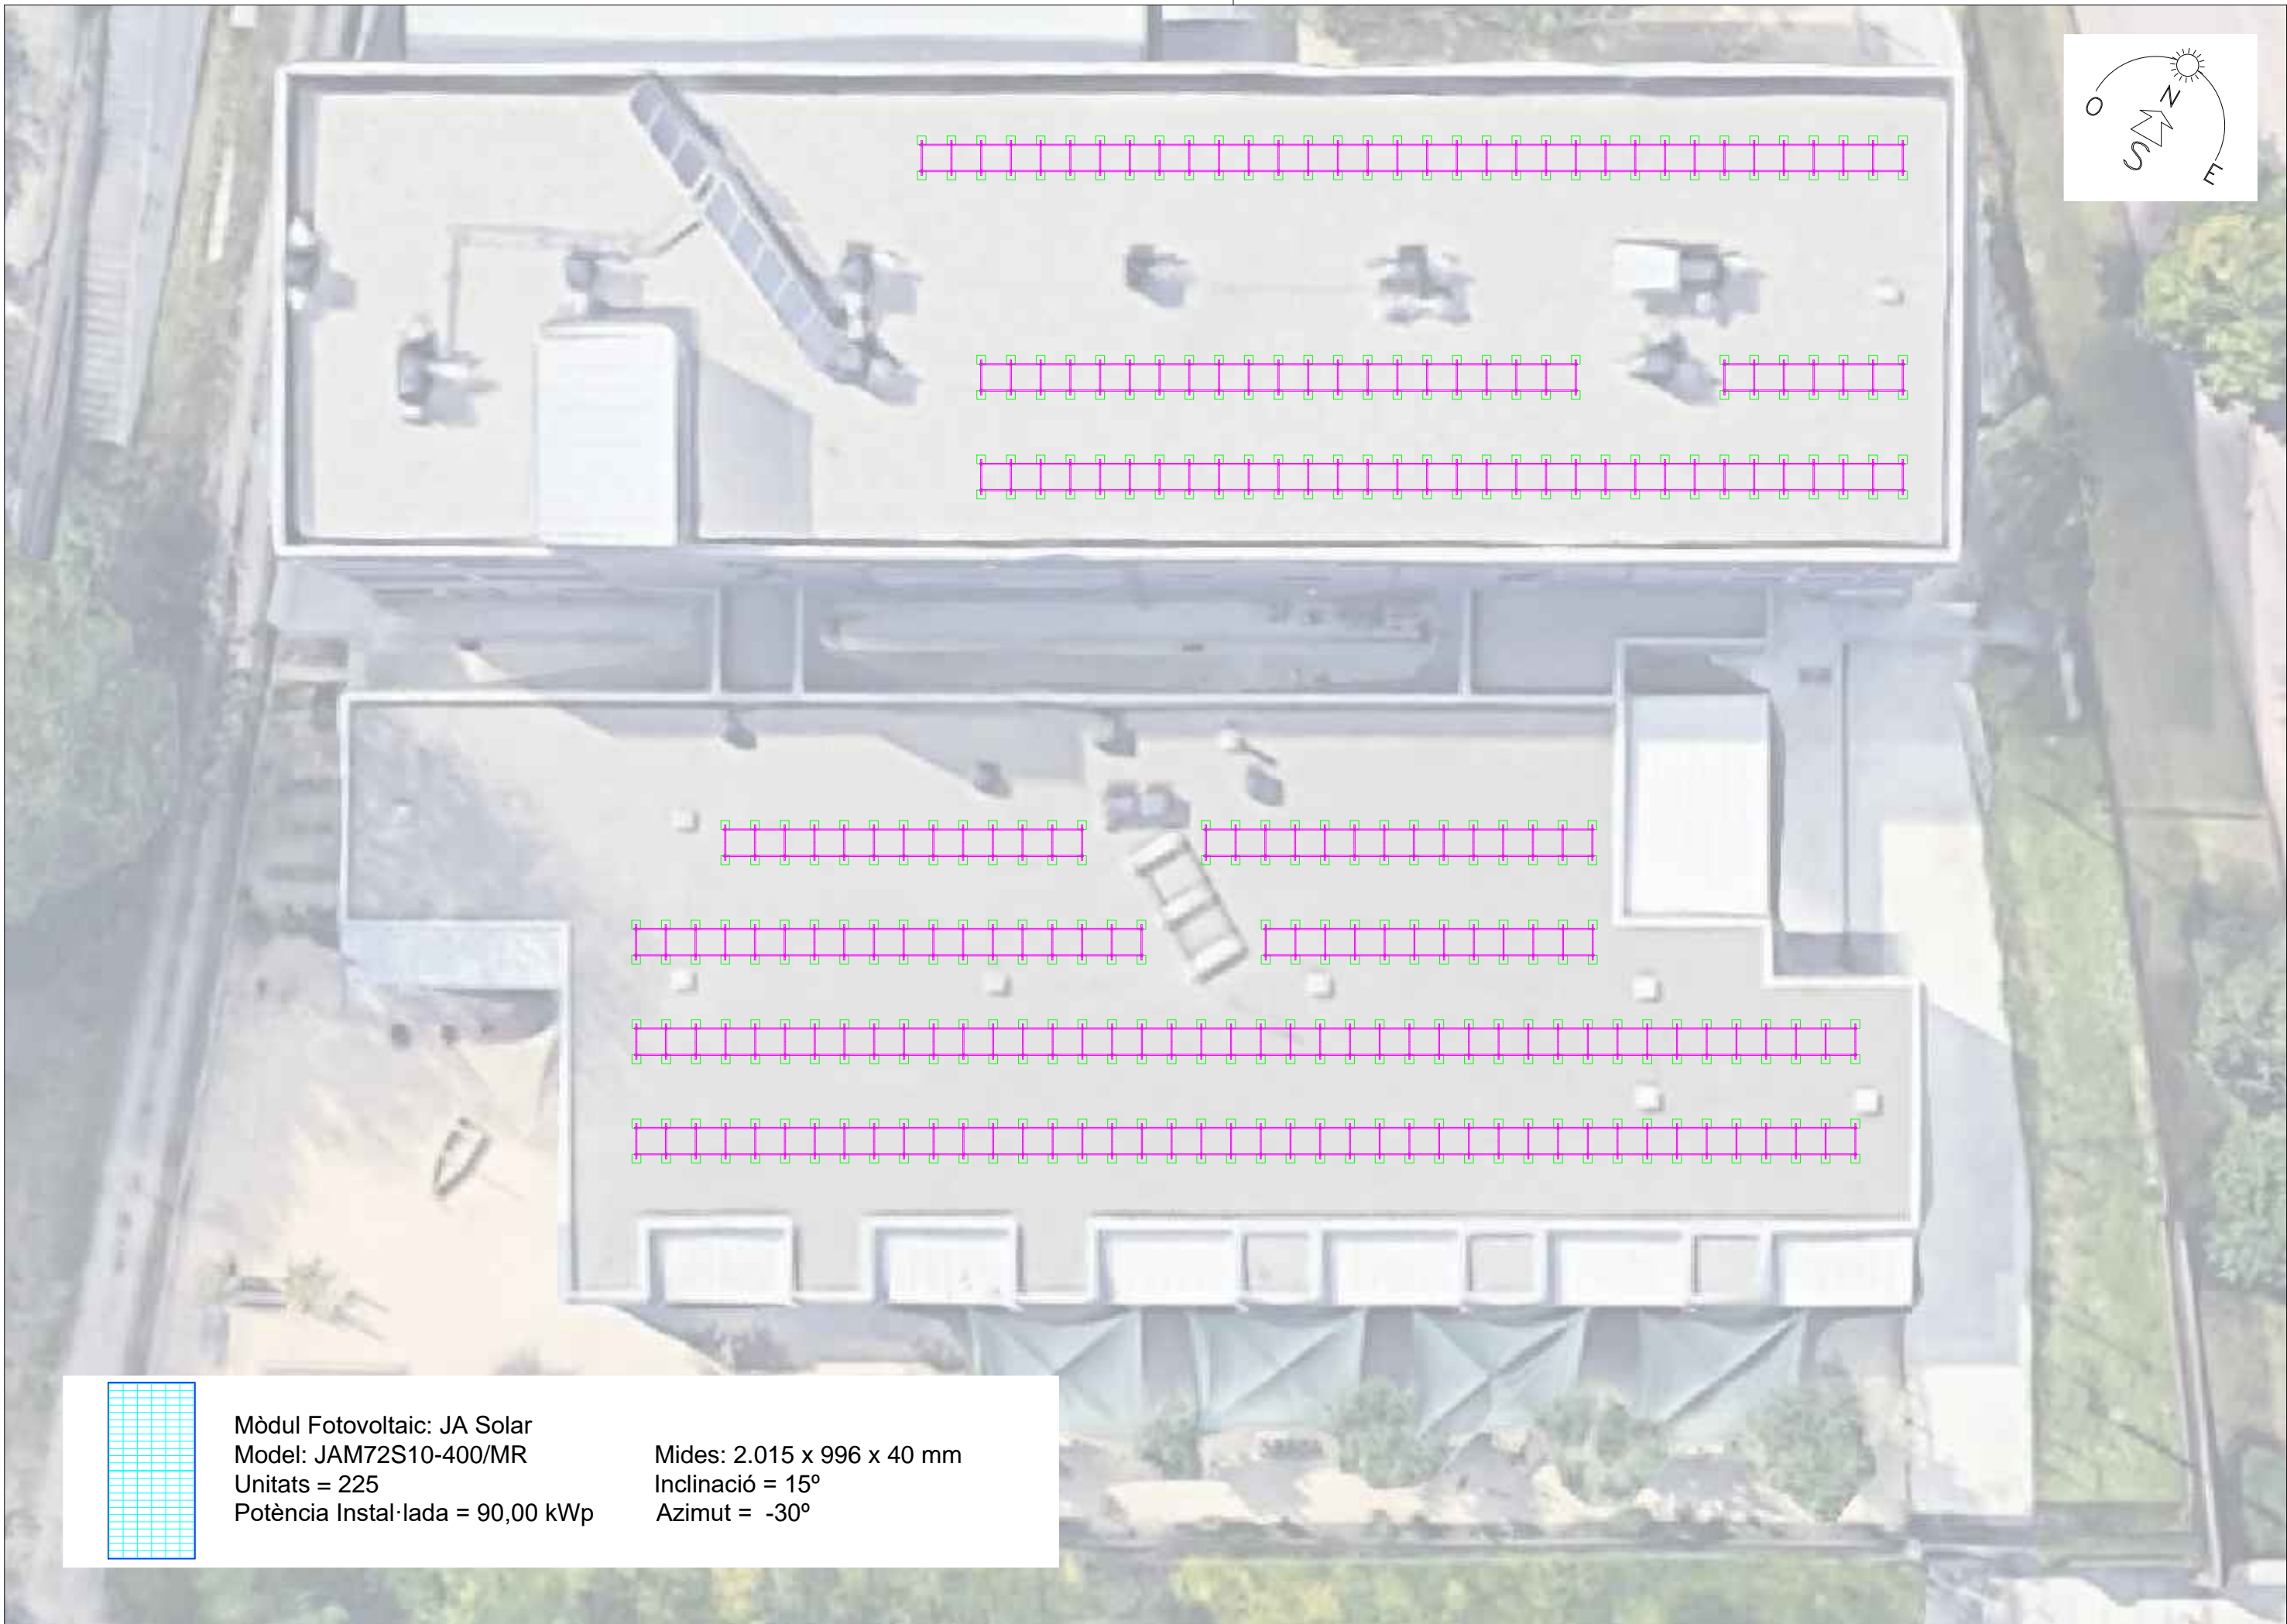 O
N
S
E
Mòdul Fotovoltaic: JA Solar
Model: JAM72S10-400/MR
Mides: 2.015 x 996 x 40 mm
Unitats = 225
Inclinació = 15º
Potència Instal·lada = 90,00 kWp
Azimut = -30º